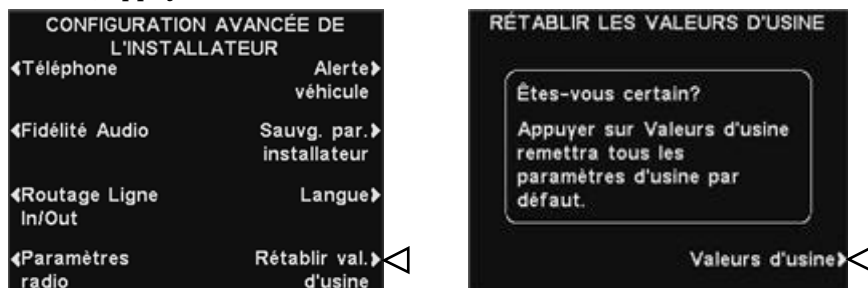 CONFIGURATION AVANCÉE DE
L'INSTALLATEUR
Téléphone
Alerte
véhicule
Fidélité Audio
Sauvg. par.
installateur
Routage Ligne
In/Out
Langue
Paramètres
radio
Rétablir val.
d'usine
RÉTABLIR LES VALEURS D'USINE
Êtes-vous certain?
Appuyer sur Valeurs d'usine
remettra tous les
paramètres d'usine par
défaut.
Valeurs d'usine